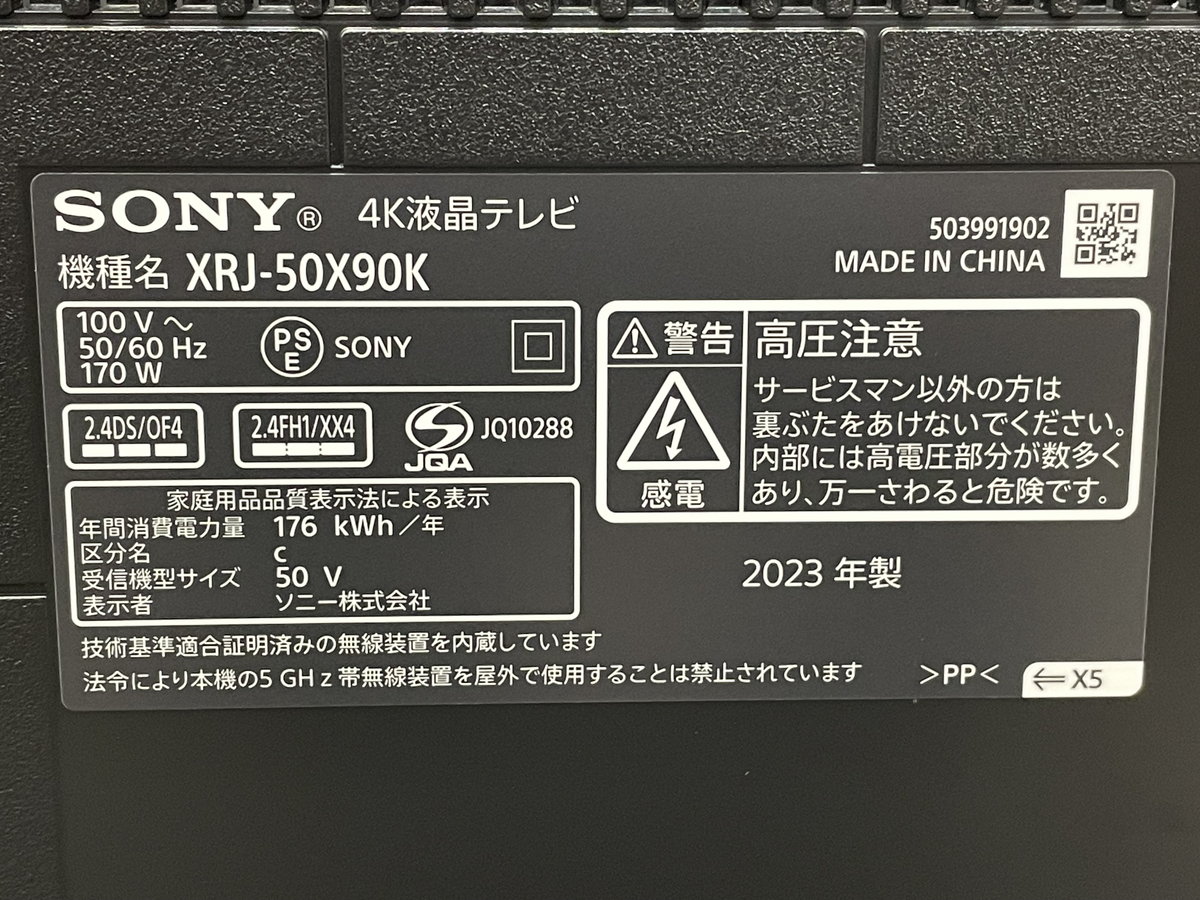 SONY® 4K液晶テレビ
機種名 XRJ-50X90K
503991902
MADE IN CHINA
100 V ～
50/60 Hz
170 W
PSE SONY
2.4DS/OF4
2.4FH1/XX4
JQA JQ10288
家庭用品品質表示法による表示
年間消費電力量 176 kWh／年
区分名 c
受信機型サイズ 50 V
表示者 ソニー株式会社
警告
感電
高圧注意
サービスマン以外の方は
裏ぶたをあけないでください。
内部には高電圧部分が数多く
あり、万一さわると危険です。
2023 年製
技術基準適合証明済みの無線装置を内蔵しています
法令により本機の5 GHz帯無線装置を屋外で使用することは禁止されています
>PP<
⇐ X5